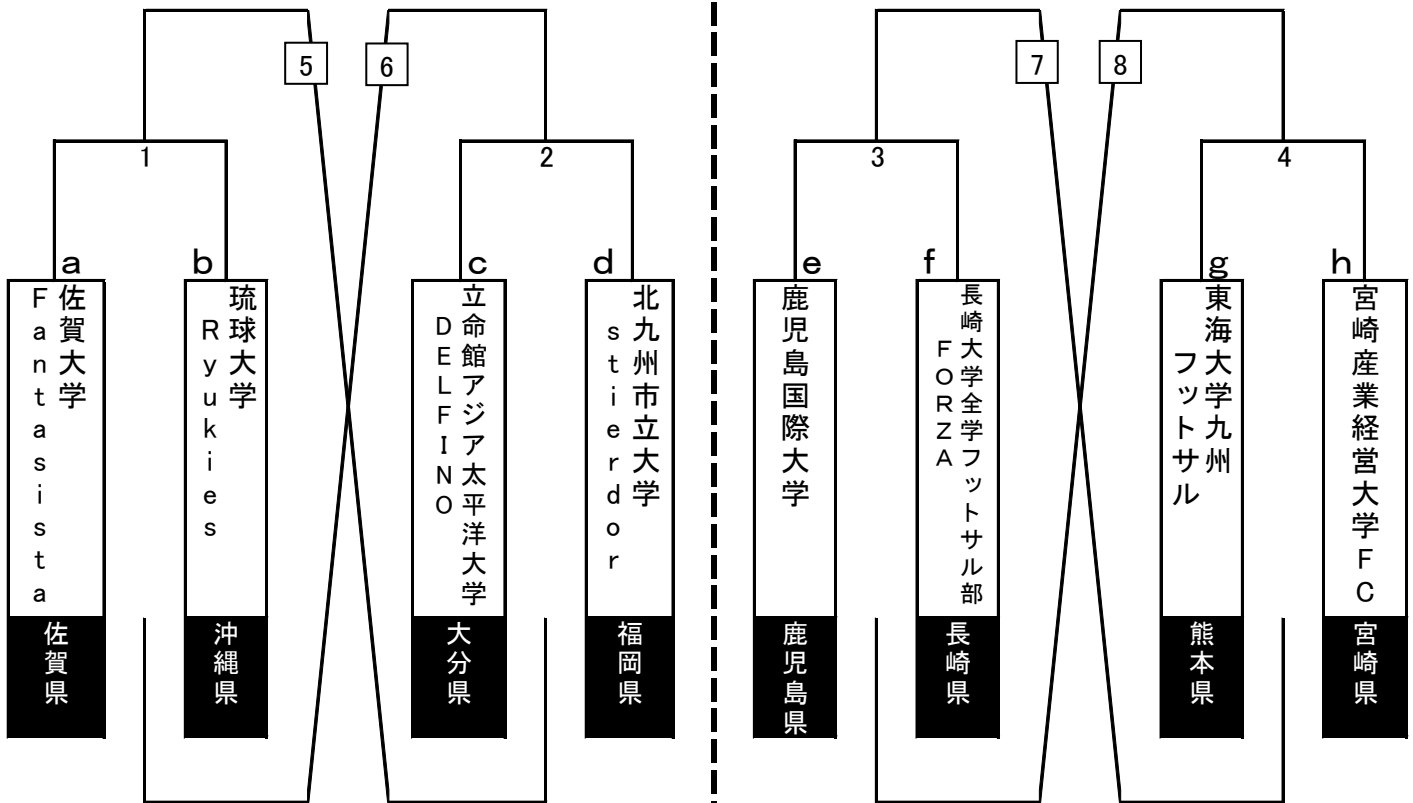 5
6
7
8
1
2
3
4
a
b
c
d
e
f
g
h
佐賀大学
Fantasista
琉球大学
Ryukies
立命館アジア太平洋大学
DELFINO
北九州市立大学
stierdor
鹿児島国際大学
長崎大学全学フットサル部
FORZA
東海大学九州
フットサル
宮崎産業経営大学FC
佐賀県
沖縄県
大分県
福岡県
鹿児島県
長崎県
熊本県
宮崎県